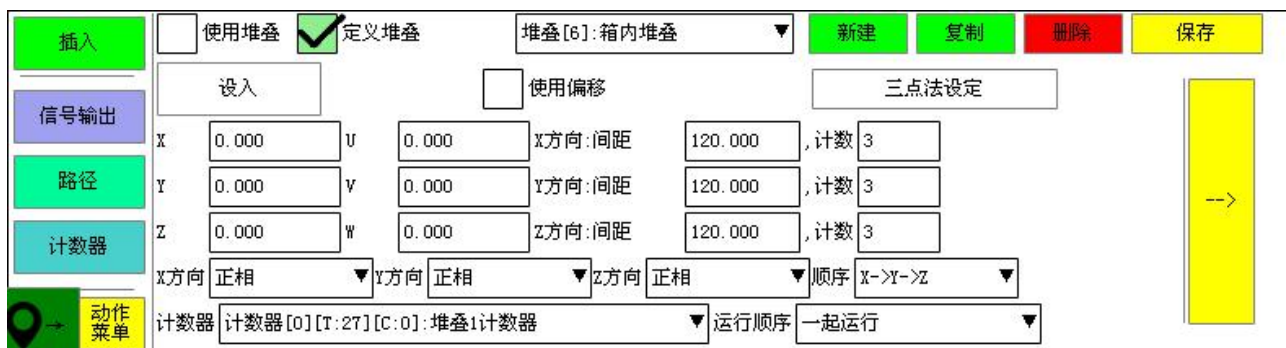 插入 使用堆叠 定义堆叠 堆叠[6]:箱内堆叠 ▼ 新建 复制 删除 保存
设入 使用偏移 三点法设定
信号输出
X 0.000 U 0.000 X方向:间距 120.000 ,计数 3
路径 Y 0.000 V 0.000 Y方向:间距 120.000 ,计数 3
-->
计数器 Z 0.000 W 0.000 Z方向:间距 120.000 ,计数 3
X方向 正相 ▼ Y方向 正相 ▼ Z方向 正相 ▼ 顺序 X->Y->Z ▼
→ 动作
菜单
计数器 计数器[0][T:27][C:0]:堆叠1计数器 ▼ 运行顺序 一起运行 ▼